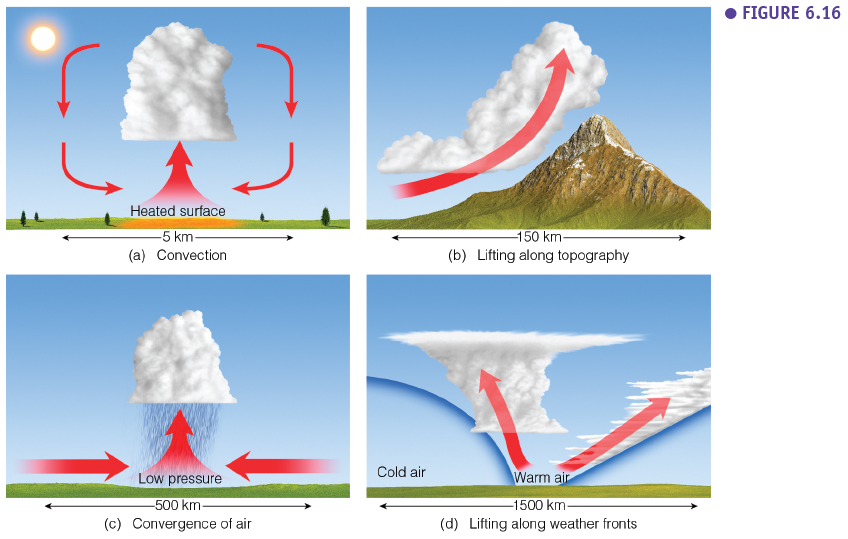 ● FIGURE 6.16
Heated surface
5 km
(a) Convection
150 km
(b) Lifting along topography
Low pressure
500 km
(c) Convergence of air
Cold air
Warm air
1500 km
(d) Lifting along weather fronts